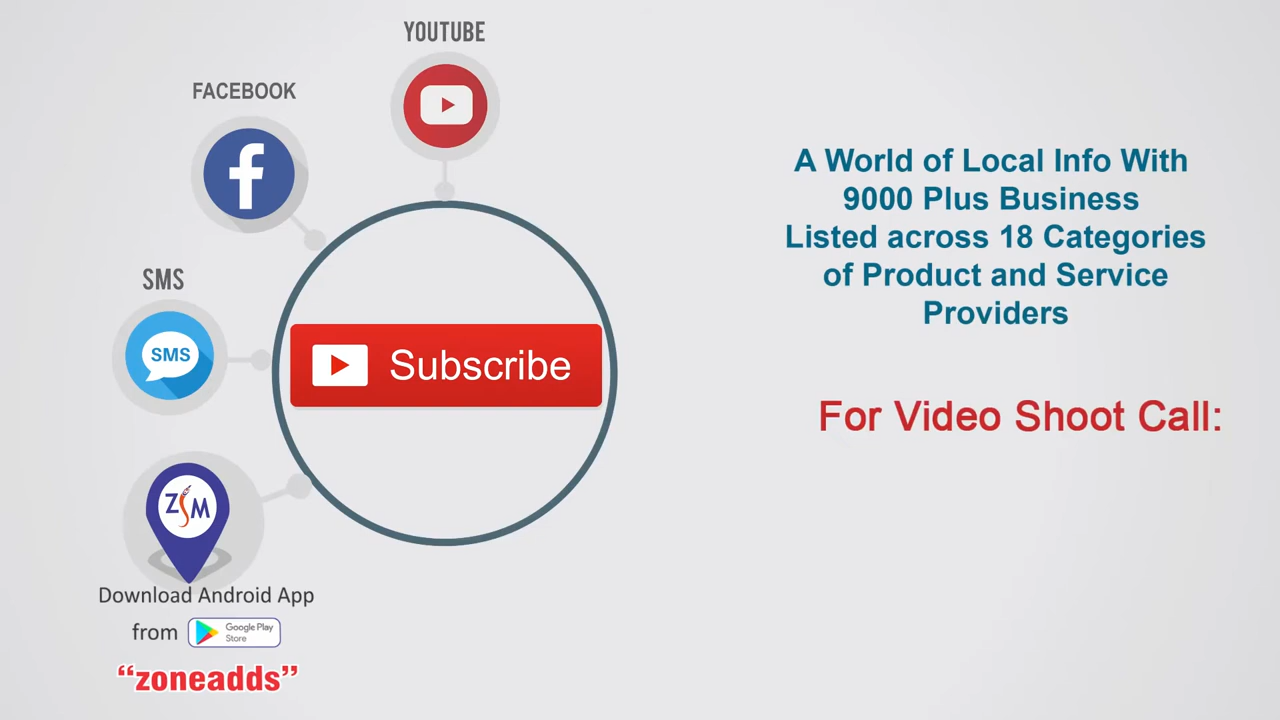 YOUTUBE
FACEBOOK
SMS
SMS
Subscribe
ZSM
Download Android App
from Google Play
Store
“zoneadds”
A World of Local Info With
9000 Plus Business
Listed across 18 Categories
of Product and Service
Providers
For Video Shoot Call: